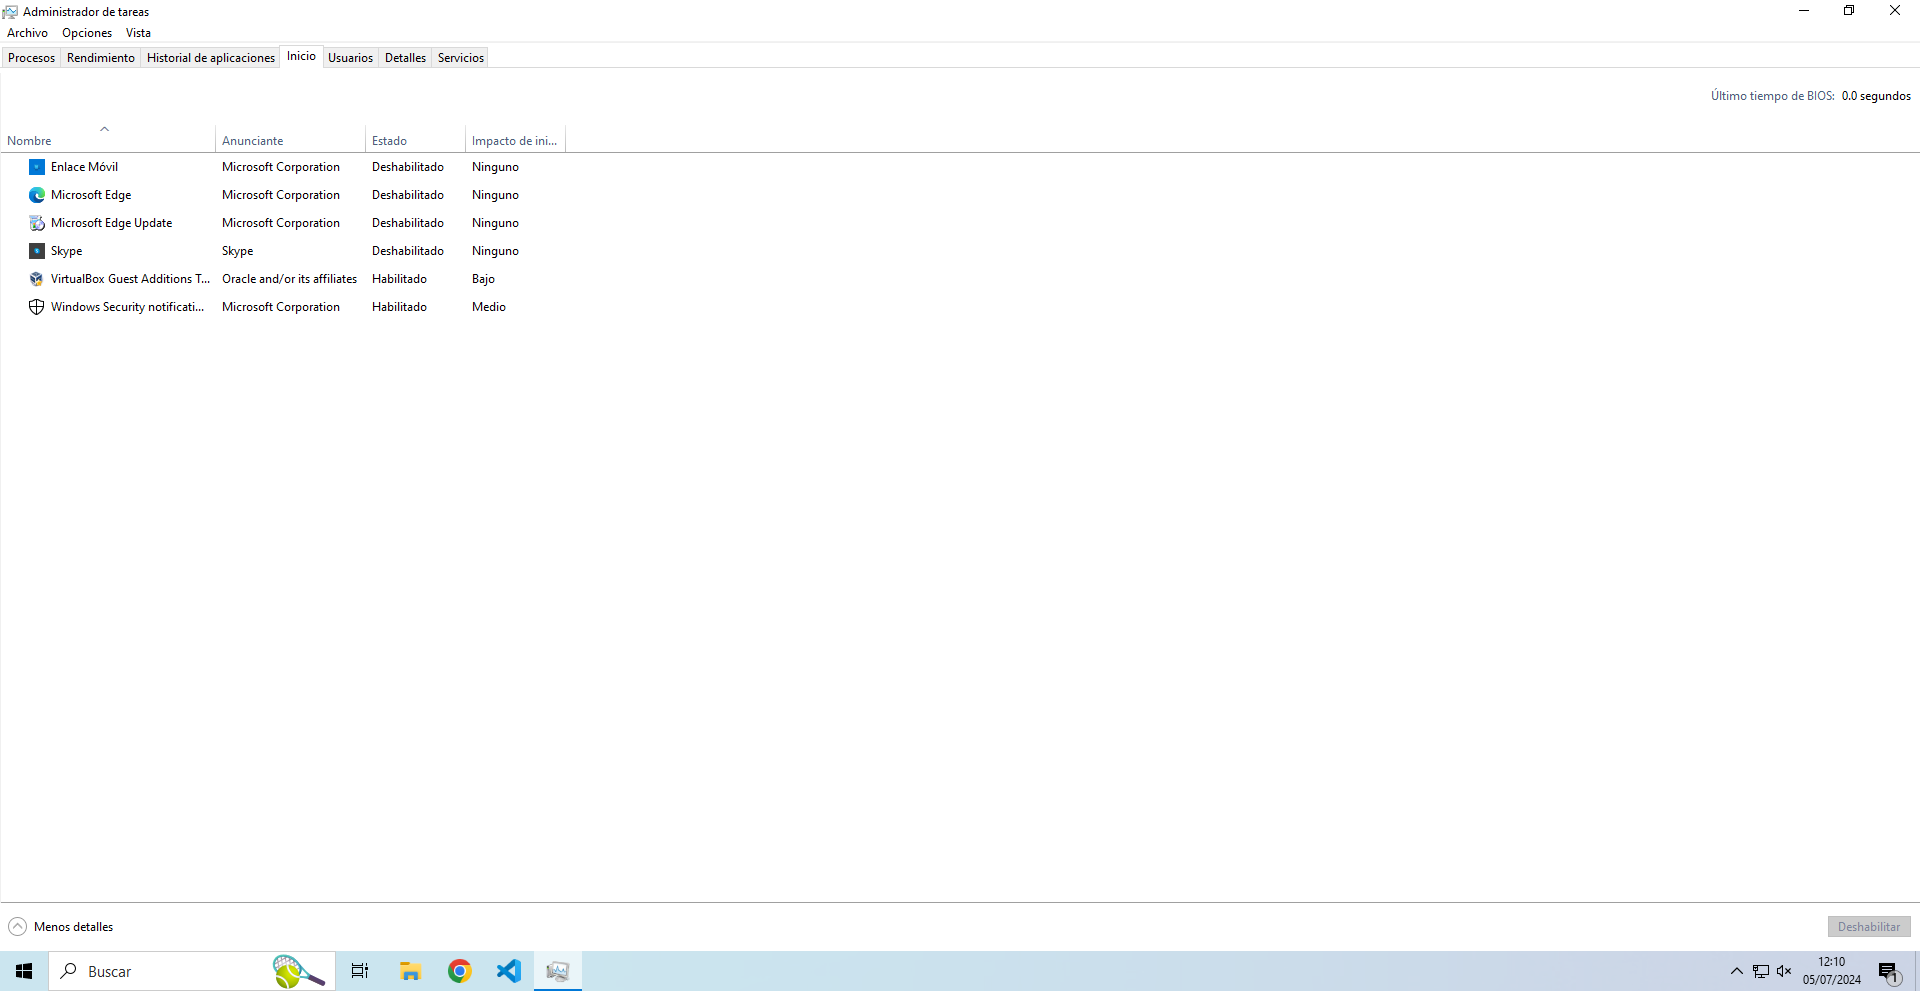 Administrador de tareas
Archivo Opciones Vista
Procesos Rendimiento Historial de aplicaciones Inicio Usuarios Detalles Servicios
Último tiempo de BIOS: 0.0 segundos
Nombre Anunciante Estado Impacto de ini...
Enlace Móvil Microsoft Corporation Deshabilitado Ninguno
Microsoft Edge Microsoft Corporation Deshabilitado Ninguno
Microsoft Edge Update Microsoft Corporation Deshabilitado Ninguno
Skype Skype Deshabilitado Ninguno
VirtualBox Guest Additions T... Oracle and/or its affiliates Habilitado Bajo
Windows Security notificati... Microsoft Corporation Habilitado Medio
Menos detalles Deshabilitar
Buscar
12:10
05/07/2024
1